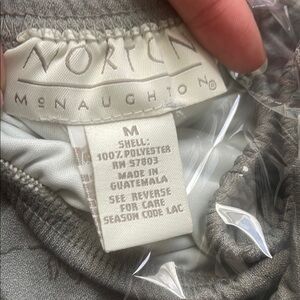 NORTON
McNAUGHTON®
M
SHELL:
100% POLYESTER
RN 57803
MADE IN
GUATEMALA
SEE REVERSE
FOR CARE
SEASON CODE LAC